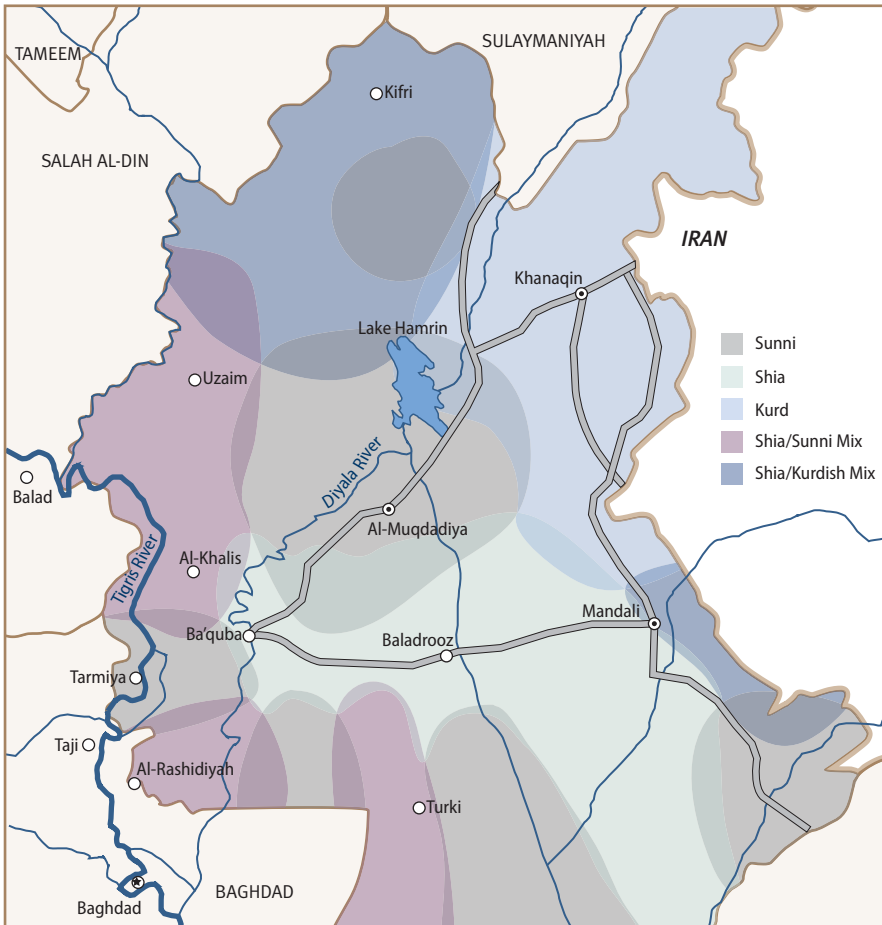 TAMEEM
SULAYMANIYAH
Kifri
SALAH AL-DIN
IRAN
Khanaqin
Lake Hamrin
Sunni
Shia
Kurd
Shia/Sunni Mix
Shia/Kurdish Mix
Uzaim
Diyala River
Balad
Al-Muqdadiya
Tigris River
Al-Khalis
Mandali
Ba'quba
Baladrooz
Tarmiya
Taji
Al-Rashidiyah
Turki
BAGHDAD
Baghdad